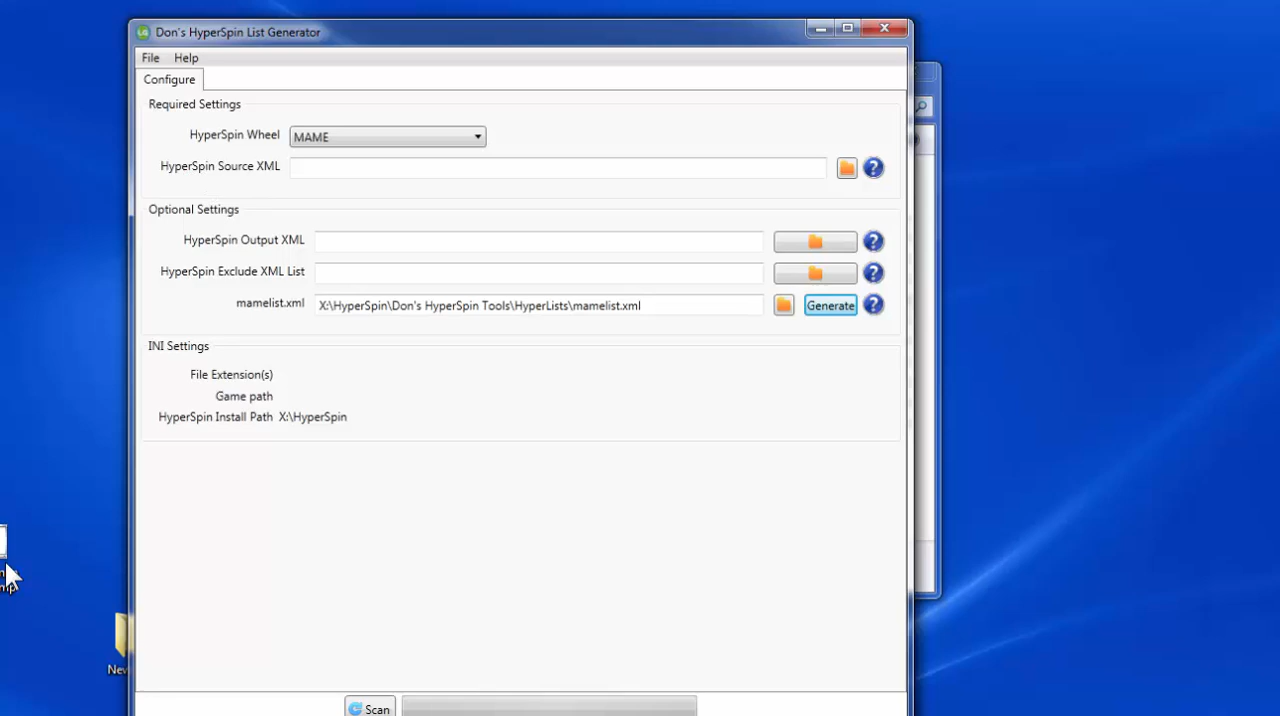 Don's HyperSpin List Generator
File Help
Configure
Required Settings
HyperSpin Wheel MAME
HyperSpin Source XML
Optional Settings
HyperSpin Output XML
HyperSpin Exclude XML List
mamelist.xml X:\HyperSpin\Don's HyperSpin Tools\HyperLists\mamelist.xml Generate
INI Settings
File Extension(s)
Game path
HyperSpin Install Path X:\HyperSpin
Scan